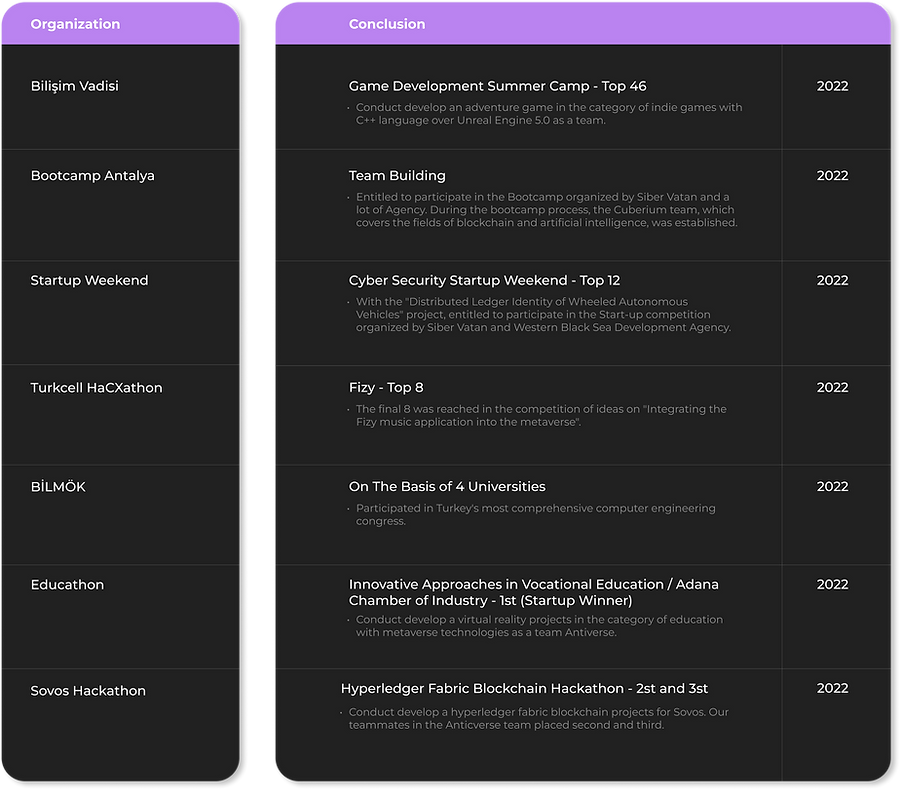 Organization
Conclusion
Bilişim Vadisi
Game Development Summer Camp - Top 46
2022
• Conduct develop an adventure game in the category of indie games with
C++ language over Unreal Engine 5.0 as a team.
Bootcamp Antalya
Team Building
2022
• Entitled to participate in the Bootcamp organized by Siber Vatan and a
lot of Agency. During the bootcamp process, the Cuberium team, which
covers the fields of blockchain and artificial intelligence, was established.
Startup Weekend
Cyber Security Startup Weekend - Top 12
2022
• With the "Distributed Ledger Identity of Wheeled Autonomous
Vehicles" project, entitled to participate in the Start-up competition
organized by Siber Vatan and Western Black Sea Development Agency.
Turkcell HaCXathon
Fizy - Top 8
2022
• The final 8 was reached in the competition of ideas on "Integrating the
Fizy music application into the metaverse".
BİLMÖK
On The Basis of 4 Universities
2022
• Participated in Turkey's most comprehensive computer engineering
congress.
Educathon
Innovative Approaches in Vocational Education / Adana
Chamber of Industry - 1st (Startup Winner)
2022
• Conduct develop a virtual reality projects in the category of education
with metaverse technologies as a team Antiverse.
Sovos Hackathon
Hyperledger Fabric Blockchain Hackathon - 2st and 3st
2022
• Conduct develop a hyperledger fabric blockchain projects for Sovos. Our
teammates in the Anticverse team placed second and third.